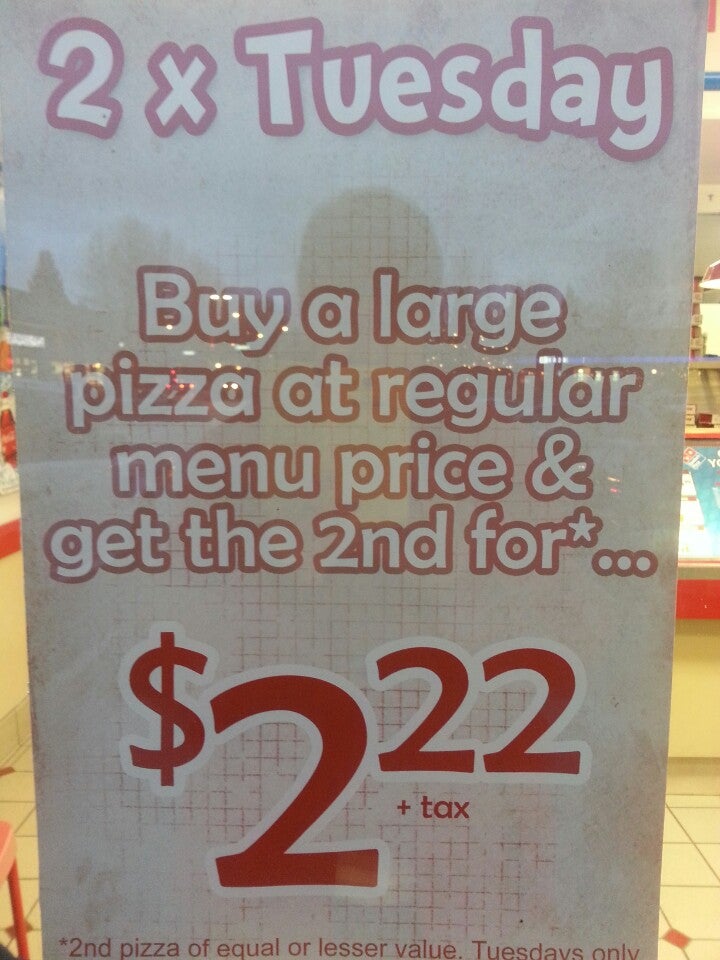 2 x Tuesday
Buy a large
pizza at regular
menu price &
get the 2nd for*...
$2.22
+ tax
*2nd pizza of equal or lesser value. Tuesdays only